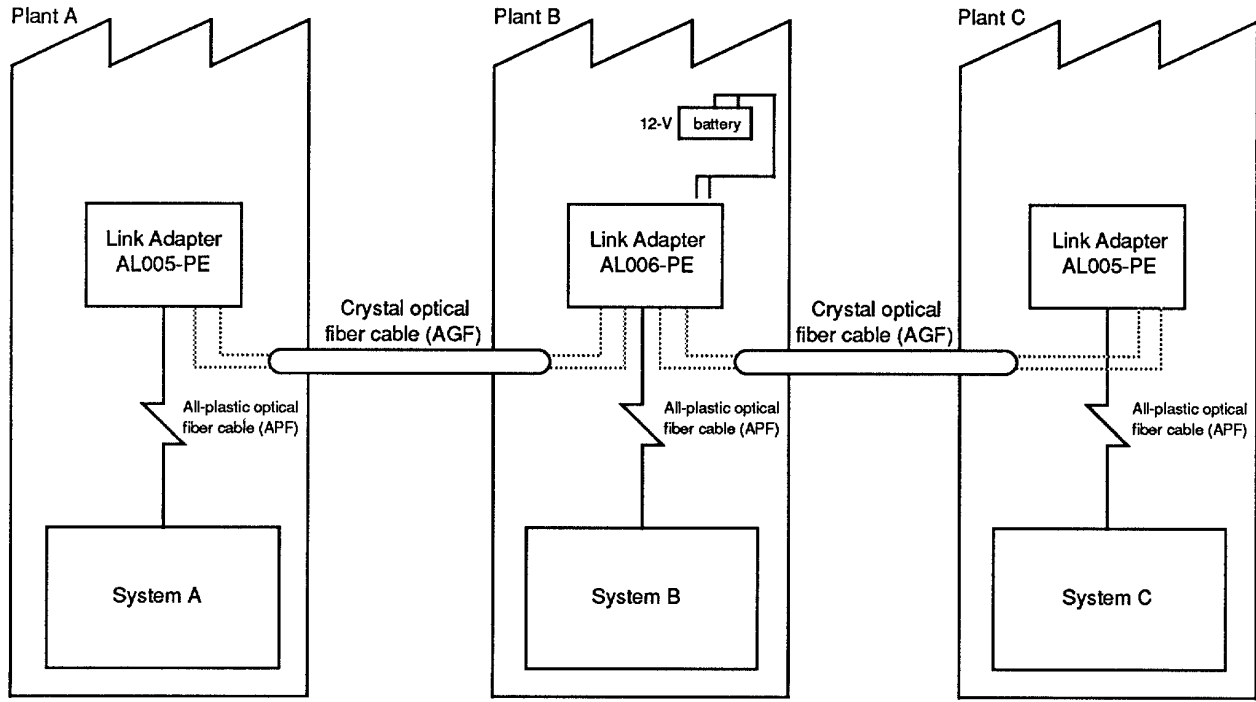 Plant A
Plant B
Plant C
12-V
battery
Link Adapter
AL005-PE
Link Adapter
AL006-PE
Link Adapter
AL005-PE
Crystal optical
fiber cable (AGF)
Crystal optical
fiber cable (AGF)
All-plastic optical
fiber cable (APF)
All-plastic optical
fiber cable (APF)
All-plastic optical
fiber cable (APF)
System A
System B
System C